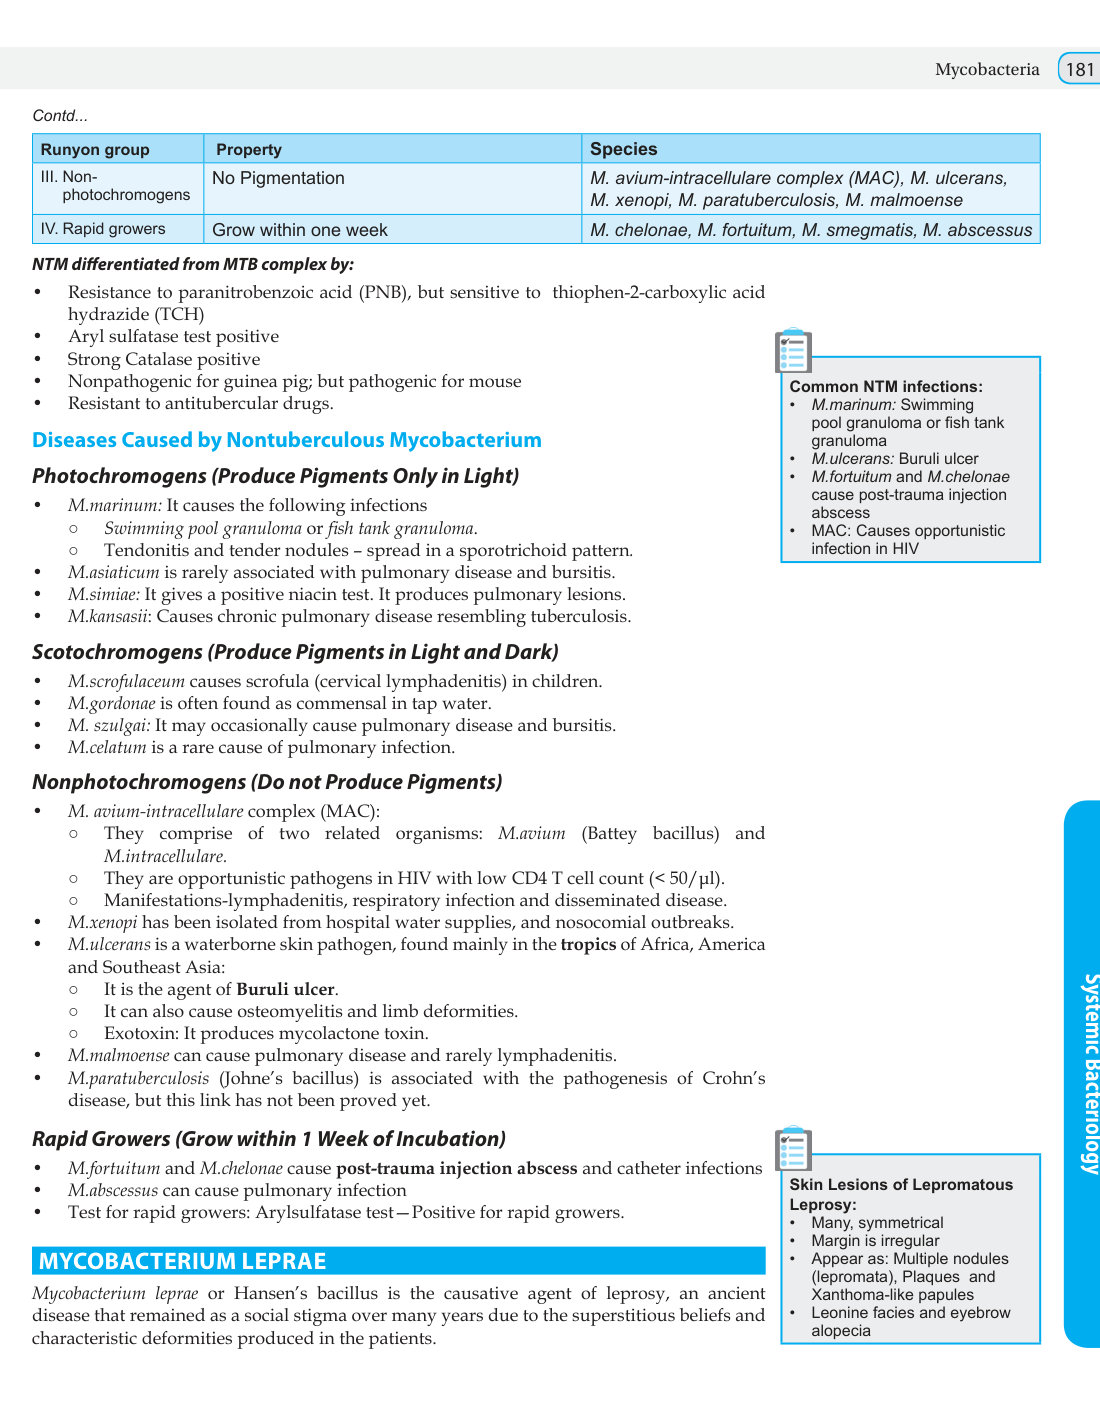 Mycobacteria 181
Contd...
Runyon group Property Species
III. Non- No Pigmentation M. avium-intracellulare complex (MAC), M. ulcerans,
photochromogens M. xenopi, M. paratuberculosis, M. malmoense
IV. Rapid growers Grow within one week M. chelonae, M. fortuitum, M. smegmatis, M. abscessus
NTM differentiated from MTB complex by:
• Resistance to paranitrobenzoic acid (PNB), but sensitive to thiophen-2-carboxylic acid
hydrazide (TCH)
• Aryl sulfatase test positive
• Strong Catalase positive
• Nonpathogenic for guinea pig; but pathogenic for mouse
• Resistant to antitubercular drugs.
Diseases Caused by Nontuberculous Mycobacterium
Photochromogens (Produce Pigments Only in Light)
• M.marinum: It causes the following infections
○ Swimming pool granuloma or fish tank granuloma.
○ Tendonitis and tender nodules – spread in a sporotrichoid pattern.
• M.asiaticum is rarely associated with pulmonary disease and bursitis.
• M.simiae: It gives a positive niacin test. It produces pulmonary lesions.
• M.kansasii: Causes chronic pulmonary disease resembling tuberculosis.
Scotochromogens (Produce Pigments in Light and Dark)
• M.scrofulaceum causes scrofula (cervical lymphadenitis) in children.
• M.gordonae is often found as commensal in tap water.
• M. szulgai: It may occasionally cause pulmonary disease and bursitis.
• M.celatum is a rare cause of pulmonary infection.
Nonphotochromogens (Do not Produce Pigments)
• M. avium-intracellulare complex (MAC):
○ They comprise of two related organisms: M.avium (Battey bacillus) and
M.intracellulare.
○ They are opportunistic pathogens in HIV with low CD4 T cell count (< 50/µl).
○ Manifestations-lymphadenitis, respiratory infection and disseminated disease.
• M.xenopi has been isolated from hospital water supplies, and nosocomial outbreaks.
• M.ulcerans is a waterborne skin pathogen, found mainly in the tropics of Africa, America
and Southeast Asia:
○ It is the agent of Buruli ulcer.
○ It can also cause osteomyelitis and limb deformities.
○ Exotoxin: It produces mycolactone toxin.
• M.malmoense can cause pulmonary disease and rarely lymphadenitis.
• M.paratuberculosis (Johne's bacillus) is associated with the pathogenesis of Crohn's
disease, but this link has not been proved yet.
Rapid Growers (Grow within 1 Week of Incubation)
• M.fortuitum and M.chelonae cause post-trauma injection abscess and catheter infections
• M.abscessus can cause pulmonary infection
• Test for rapid growers: Arylsulfatase test—Positive for rapid growers.
MYCOBACTERIUM LEPRAE
Mycobacterium leprae or Hansen's bacillus is the causative agent of leprosy, an ancient
disease that remained as a social stigma over many years due to the superstitious beliefs and
characteristic deformities produced in the patients.
Common NTM infections:
• M.marinum: Swimming
pool granuloma or fish tank
granuloma
• M.ulcerans: Buruli ulcer
• M.fortuitum and M.chelonae
cause post-trauma injection
abscess
• MAC: Causes opportunistic
infection in HIV
Skin Lesions of Lepromatous
Leprosy:
• Many, symmetrical
• Margin is irregular
• Appear as: Multiple nodules
(lepromata), Plaques and
Xanthoma-like papules
• Leonine facies and eyebrow
alopecia
Systemic Bacteriology